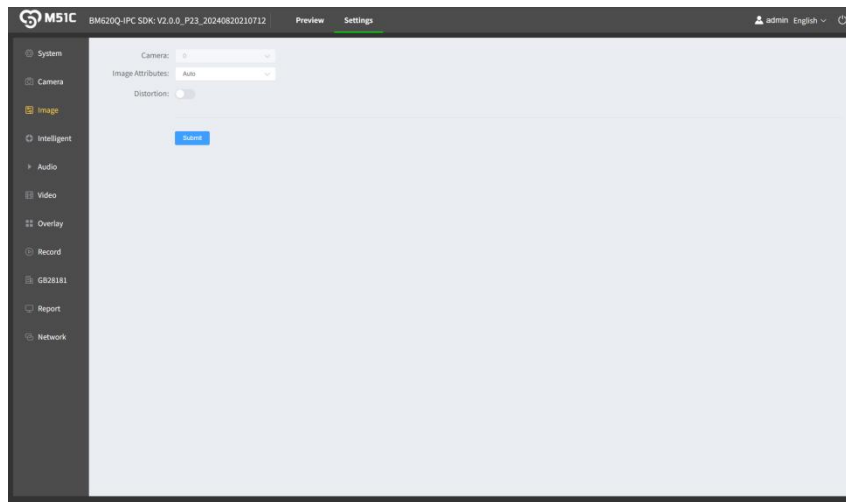 M51C BM620Q-IPC SDK: V2.0.0_P23_20240820210712 Preview Settings admin English
System
Camera
Image
Intelligent
Audio
Video
Overlay
Record
GB28181
Report
Network
Camera: 0
Image Attributes: Auto
Distortion:
Submit